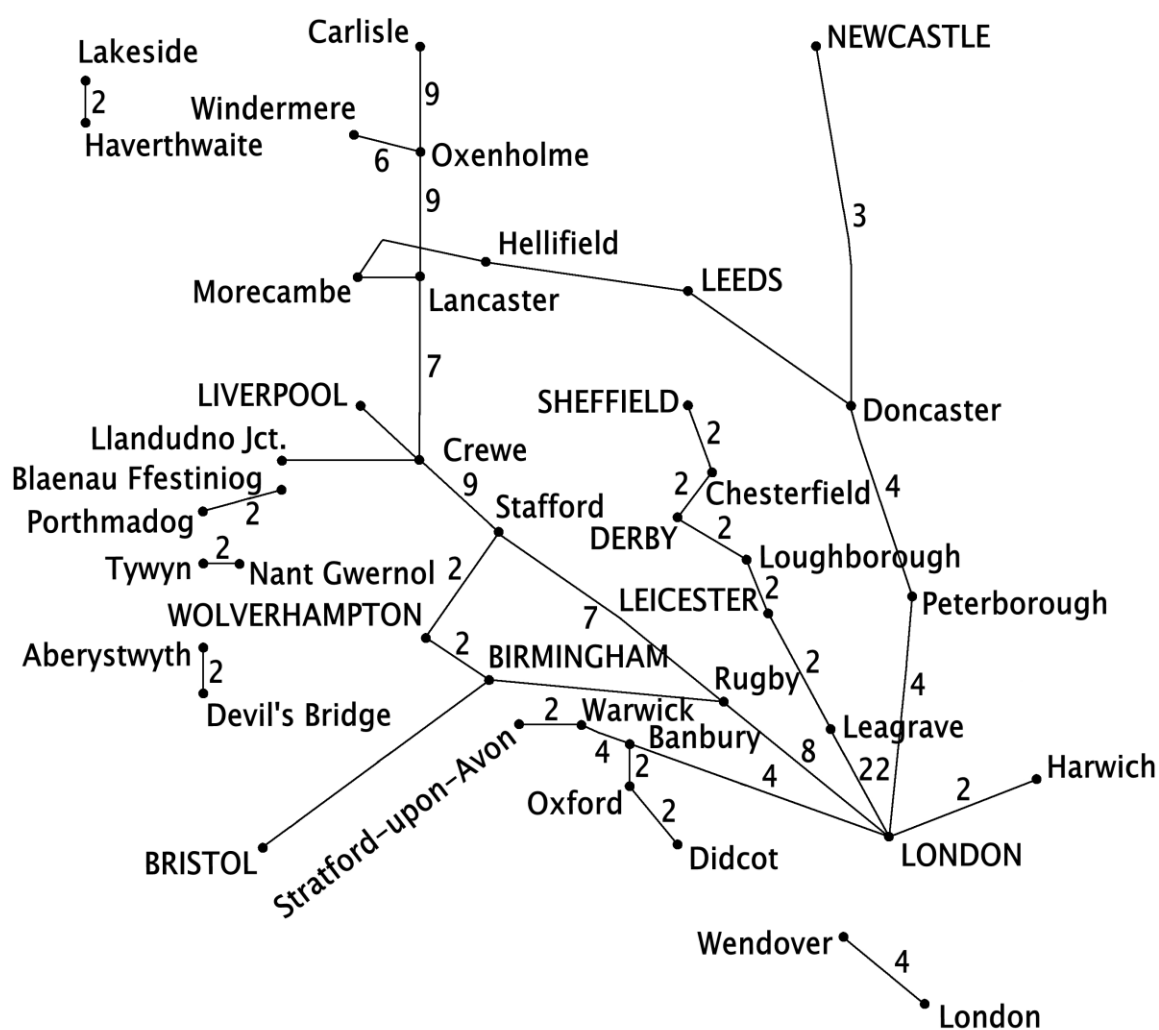 Carlisle
NEWCASTLE
Lakeside
2
9
Windermere
Haverthwaite
6
Oxenholme
9
3
Hellifield
LEEDS
Morecambe
Lancaster
7
LIVERPOOL
SHEFFIELD
Doncaster
Llandudno Jct.
2
Crewe
Blaenau Ffestiniog
9
2
Chesterfield
4
Porthmadog
2
Stafford
DERBY
2
Tywyn
2
Nant Gwernol
2
Loughborough
WOLVERHAMPTON
7
LEICESTER
2
Peterborough
Aberystwyth
2
2
BIRMINGHAM
2
Rugby
4
Devil's Bridge
2
Warwick
Stratford-upon-Avon
4
Banbury
8
Leagrave
2
4
22
2
Harwich
Oxford
2
BRISTOL
Didcot
LONDON
Wendover
4
London